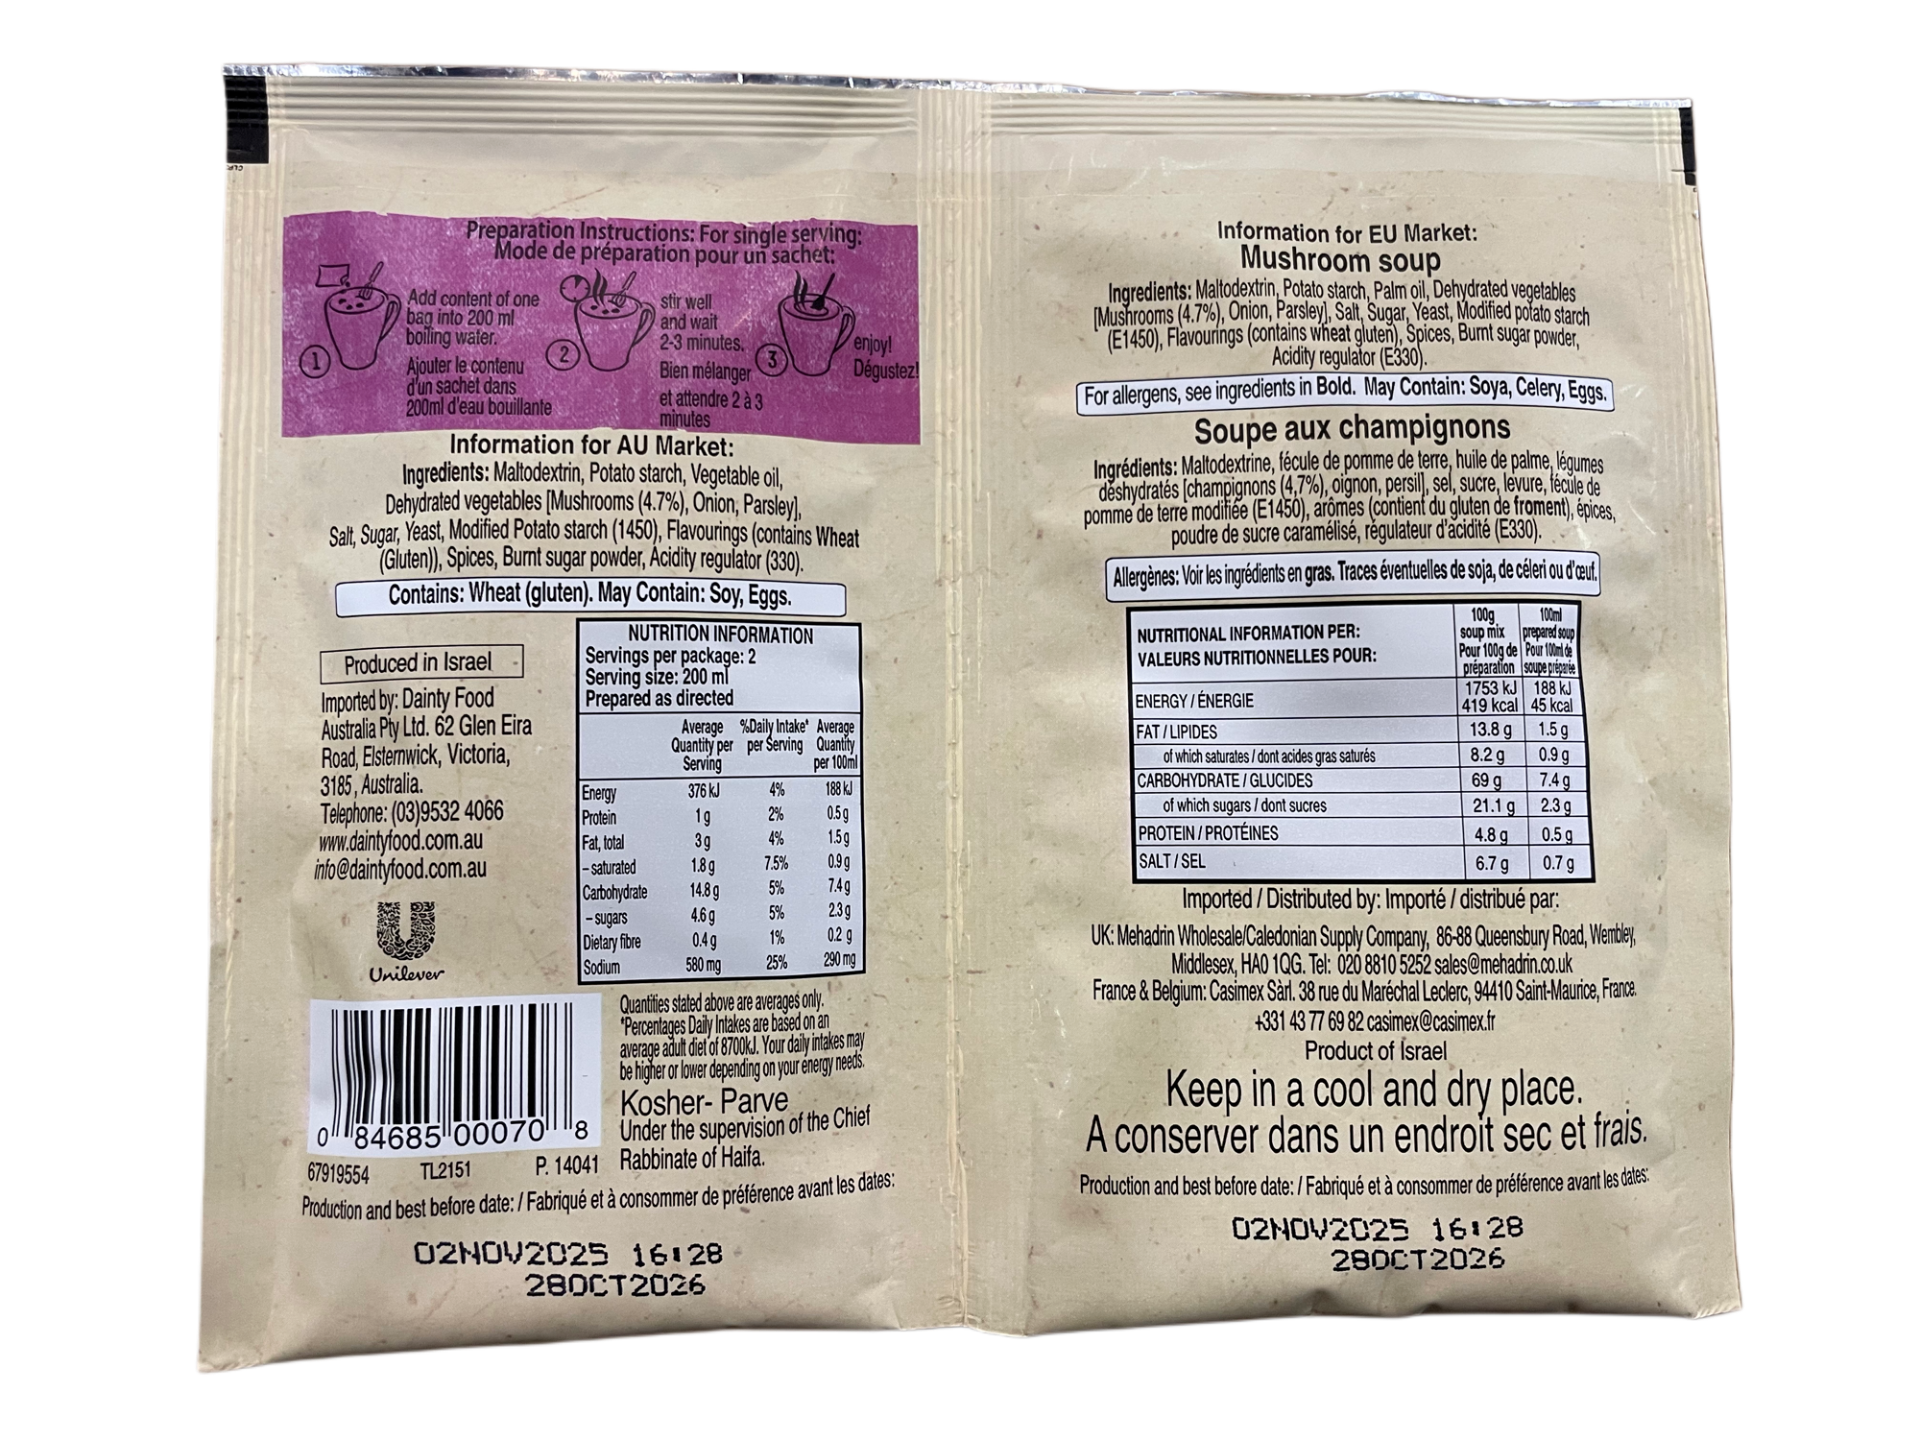 Preparation Instructions: For single serving:
Mode de préparation pour un sachet:
1
Add content of one
bag into 200 ml
boiling water.
Ajouter le contenu
d'un sachet dans
200ml d'eau bouillante
2
stir well
and wait
2-3 minutes.
Bien mélanger
et attendre 2 à 3
minutes
3
enjoy!
Dégustez!
Information for AU Market:
Ingredients: Maltodextrin, Potato starch, Vegetable oil,
Dehydrated vegetables [Mushrooms (4.7%), Onion, Parsley],
Salt, Sugar, Yeast, Modified Potato starch (1450), Flavourings (contains Wheat
(Gluten)), Spices, Burnt sugar powder, Acidity regulator (330).
Contains: Wheat (gluten). May Contain: Soy, Eggs.
Produced in Israel
Imported by: Dainty Food
Australia Pty Ltd. 62 Glen Eira
Road, Elsternwick, Victoria,
3185, Australia.
Telephone: (03)9532 4066
www.daintyfood.com.au
info@daintyfood.com.au
Unilever
NUTRITION INFORMATION
Servings per package: 2
Serving size: 200 ml
Prepared as directed
Average Quantity per Serving %Daily Intake* per Serving Average Quantity per 100ml
Energy 376 kJ 4% 188 kJ
Protein 1 g 2% 0.5 g
Fat, total 3 g 4% 1.5 g
- saturated 1.8 g 7.5% 0.9 g
Carbohydrate 14.8 g 5% 7.4 g
- sugars 4.6 g 5% 2.3 g
Dietary fibre 0.4 g 1% 0.2 g
Sodium 580 mg 25% 290 mg
Quantities stated above are averages only.
*Percentages Daily Intakes are based on an
average adult diet of 8700kJ. Your daily intakes may
be higher or lower depending on your energy needs.
Kosher- Parve
Under the supervision of the Chief
Rabbinate of Haifa.
0 84685 00070 8
67919554 TL2151 P. 14041
Production and best before date: / Fabriqué et à consommer de préférence avant les dates:
02NOV2025 16:28
28OCT2026
Information for EU Market:
Mushroom soup
Ingredients: Maltodextrin, Potato starch, Palm oil, Dehydrated vegetables
[Mushrooms (4.7%), Onion, Parsley], Salt, Sugar, Yeast, Modified potato starch
(E1450), Flavourings (contains wheat gluten), Spices, Burnt sugar powder,
Acidity regulator (E330).
For allergens, see ingredients in Bold. May Contain: Soya, Celery, Eggs.
Soupe aux champignons
Ingrédients: Maltodextrine, fécule de pomme de terre, huile de palme, légumes
déshydratés [champignons (4,7%), oignon, persil], sel, sucre, levure, fécule de
pomme de terre modifiée (E1450), arômes (contient du gluten de froment), épices,
poudre de sucre caramélisé, régulateur d'acidité (E330).
Allergènes: Voir les ingrédients en gras. Traces éventuelles de soja, de céleri ou d'œuf.
NUTRITIONAL INFORMATION PER:
VALEURS NUTRITIONNELLES POUR:
100g soup mix Pour 100g de préparation 100ml prepared soup Pour 100ml de soupe préparée
ENERGY / ÉNERGIE 1753 kJ 419 kcal 188 kJ 45 kcal
FAT / LIPIDES 13.8 g 1.5 g
of which saturates / dont acides gras saturés 8.2 g 0.9 g
CARBOHYDRATE / GLUCIDES 69 g 7.4 g
of which sugars / dont sucres 21.1 g 2.3 g
PROTEIN / PROTÉINES 4.8 g 0.5 g
SALT / SEL 6.7 g 0.7 g
Imported / Distributed by: Importé / distribué par:
UK: Mehadrin Wholesale/Caledonian Supply Company, 86-88 Queensbury Road, Wembley,
Middlesex, HA0 1QG. Tel: 020 8810 5252 sales@mehadrin.co.uk
France & Belgium: Casimex Sàrl. 38 rue du Maréchal Leclerc, 94410 Saint-Maurice, France.
+331 43 77 69 82 casimex@casimex.fr
Product of Israel
Keep in a cool and dry place.
A conserver dans un endroit sec et frais.
Production and best before date: / Fabriqué et à consommer de préférence avant les dates:
02NOV2025 16:28
28OCT2026